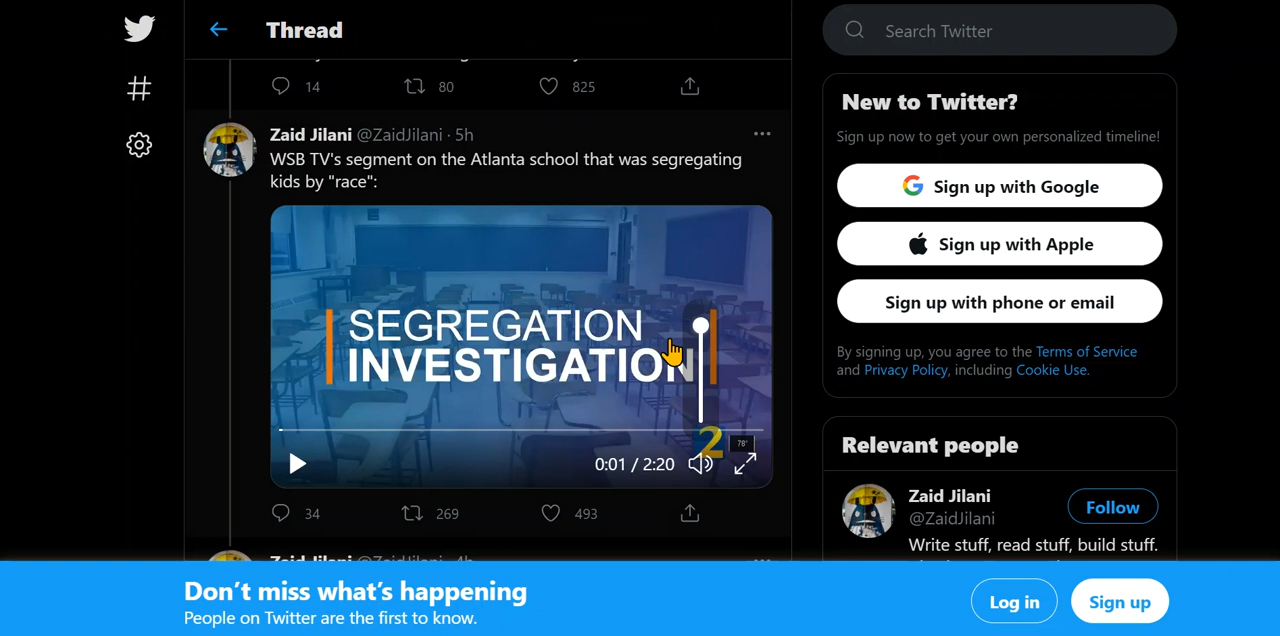 Thread
Search Twitter
14
80
825
Zaid Jilani @ZaidJilani · 5h
WSB TV's segment on the Atlanta school that was segregating
kids by "race":
SEGREGATION
INVESTIGATION
2
78°
0:01 / 2:20
34
269
493
Zaid Jilani @ZaidJilani · 4h
New to Twitter?
Sign up now to get your own personalized timeline!
Sign up with Google
Sign up with Apple
Sign up with phone or email
By signing up, you agree to the Terms of Service
and Privacy Policy, including Cookie Use.
Relevant people
Zaid Jilani
@ZaidJilani
Follow
Write stuff, read stuff, build stuff.
Don't miss what's happening
People on Twitter are the first to know.
Log in
Sign up